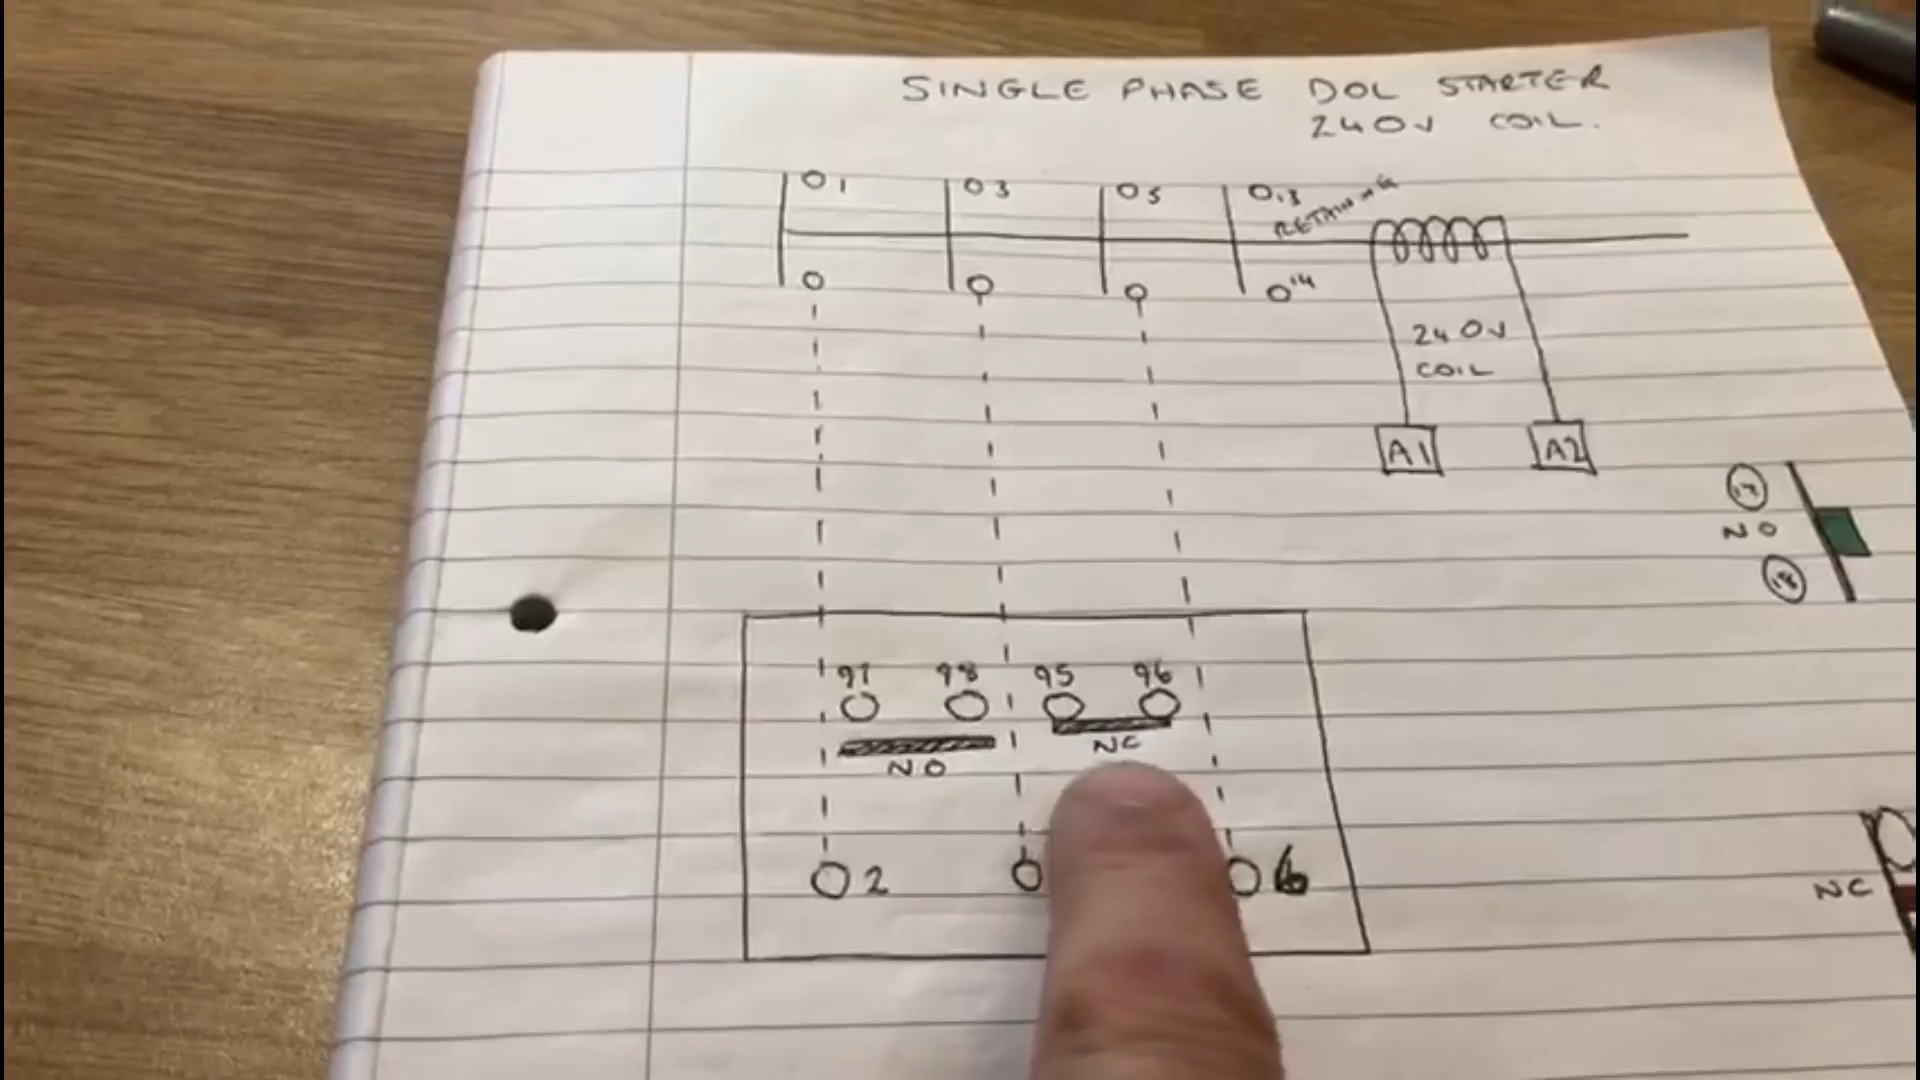 SINGLE PHASE DOL STARTER
240V COIL.
1 3 5 13
RETAINING
14
240V
COIL
A1 A2
NO
97 98 95 96
NC
NO
2 6
NC